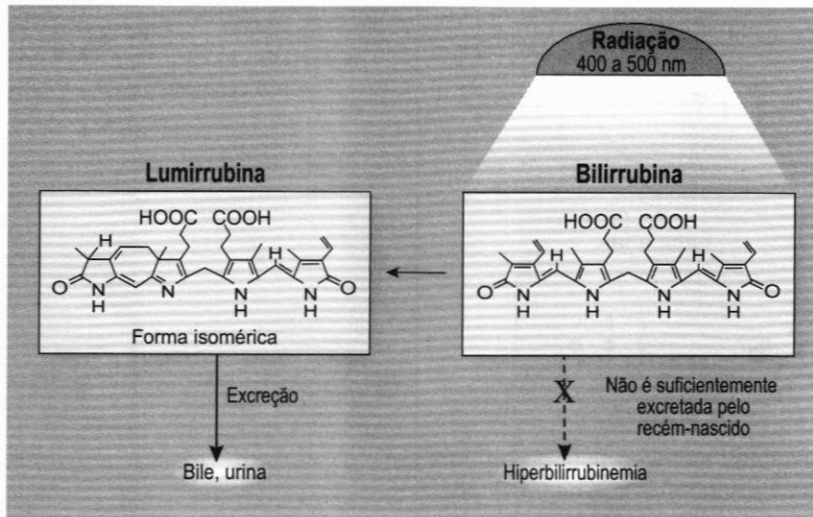 Radiação
400 a 500 nm
Lumirrubina
Bilirrubina
HOOC COOH
H
O
N
H
N
N
H
H
N
H
O
Forma isomérica
HOOC COOH
H
H
O
N
H
N
H
N
H
N
H
O
Excreção
X
Não é suficientemente
excretada pelo
recém-nascido
Bile, urina
Hiperbilirrubinemia